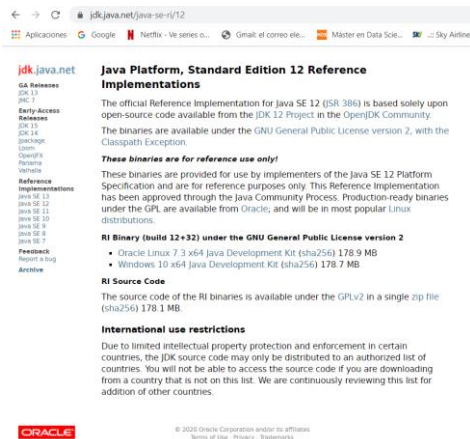 jdk.java.net/java-se-ri/12
Aplicaciones Google Netflix - Ve series o... Gmail: el correo ele... Máster en Data Scie... Sky Airline
jdk.java.net
GA Releases
JDK 13
JMC 7
Early-Access
Releases
JDK 15
JDK 14
jpackage
Loom
OpenJFX
Panama
Valhalla
Reference
Implementations
Java SE 13
Java SE 12
Java SE 11
Java SE 10
Java SE 9
Java SE 8
Java SE 7
Feedback
Report a bug
Archive
Java Platform, Standard Edition 12 Reference
Implementations
The official Reference Implementation for Java SE 12 (JSR 386) is based solely upon
open-source code available from the JDK 12 Project in the OpenJDK Community.
The binaries are available under the GNU General Public License version 2, with the
Classpath Exception.
These binaries are for reference use only!
These binaries are provided for use by implementers of the Java SE 12 Platform
Specification and are for reference purposes only. This Reference Implementation
has been approved through the Java Community Process. Production-ready binaries
under the GPL are available from Oracle; and will be in most popular Linux
distributions.
RI Binary (build 12+32) under the GNU General Public License version 2
• Oracle Linux 7.3 x64 Java Development Kit (sha256) 178.9 MB
• Windows 10 x64 Java Development Kit (sha256) 178.7 MB
RI Source Code
The source code of the RI binaries is available under the GPLv2 in a single zip file
(sha256) 178.1 MB.
International use restrictions
Due to limited intellectual property protection and enforcement in certain
countries, the JDK source code may only be distributed to an authorized list of
countries. You will not be able to access the source code if you are downloading
from a country that is not on this list. We are continuously reviewing this list for
addition of other countries.
ORACLE
© 2020 Oracle Corporation and/or its affiliates
Terms of Use · Privacy · Trademarks